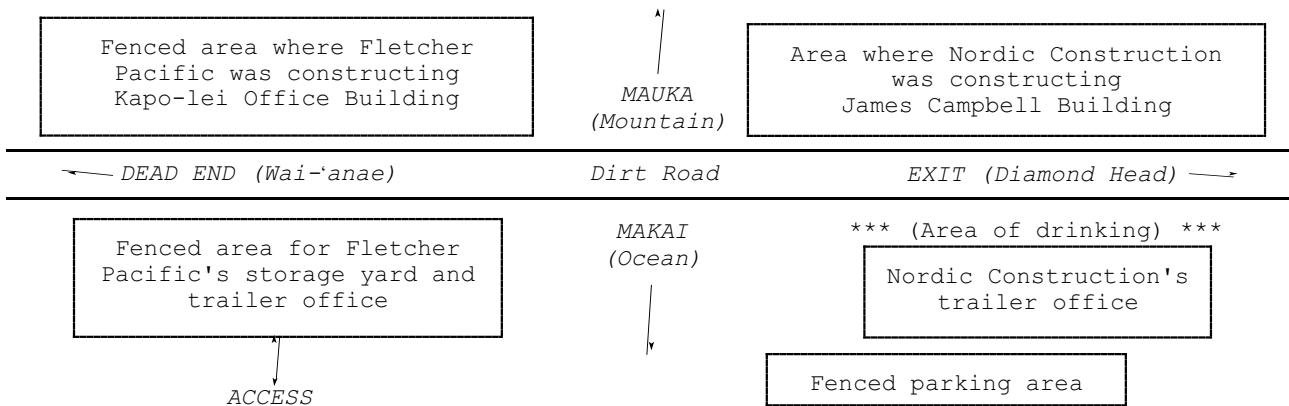 Fenced area where Fletcher
Pacific was constructing
Kapo-lei Office Building
MAUKA
(Mountain)
Area where Nordic Construction
was constructing
James Campbell Building
DEAD END (Wai-‘anae)
Dirt Road
EXIT (Diamond Head)
Fenced area for Fletcher
Pacific's storage yard and
trailer office
MAKAI
(Ocean)
*** (Area of drinking) ***
Nordic Construction's
trailer office
Fenced parking area
ACCESS